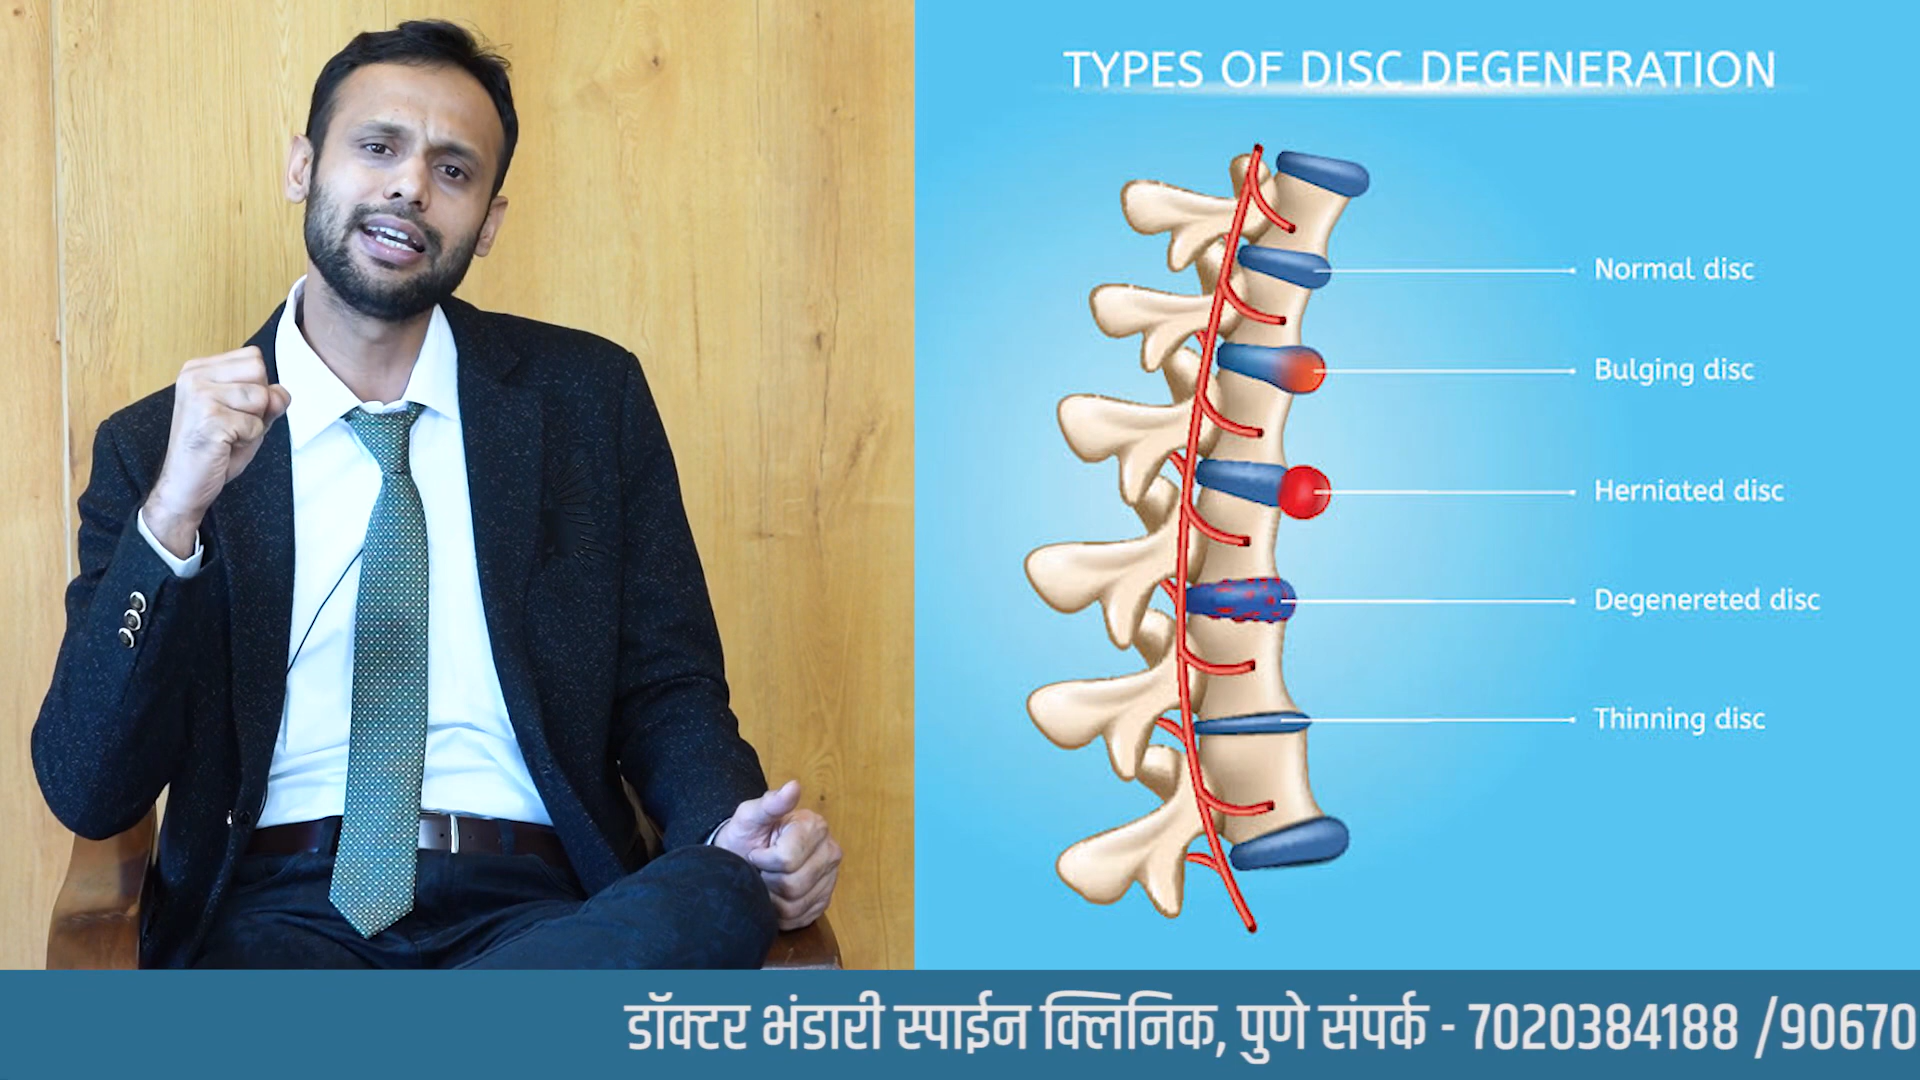 TYPES OF DISC DEGENERATION
Normal disc
Bulging disc
Herniated disc
Degenereted disc
Thinning disc
डॉक्टर भंडारी स्पाईन क्लिनिक, पुणे संपर्क - 7020384188 /90670